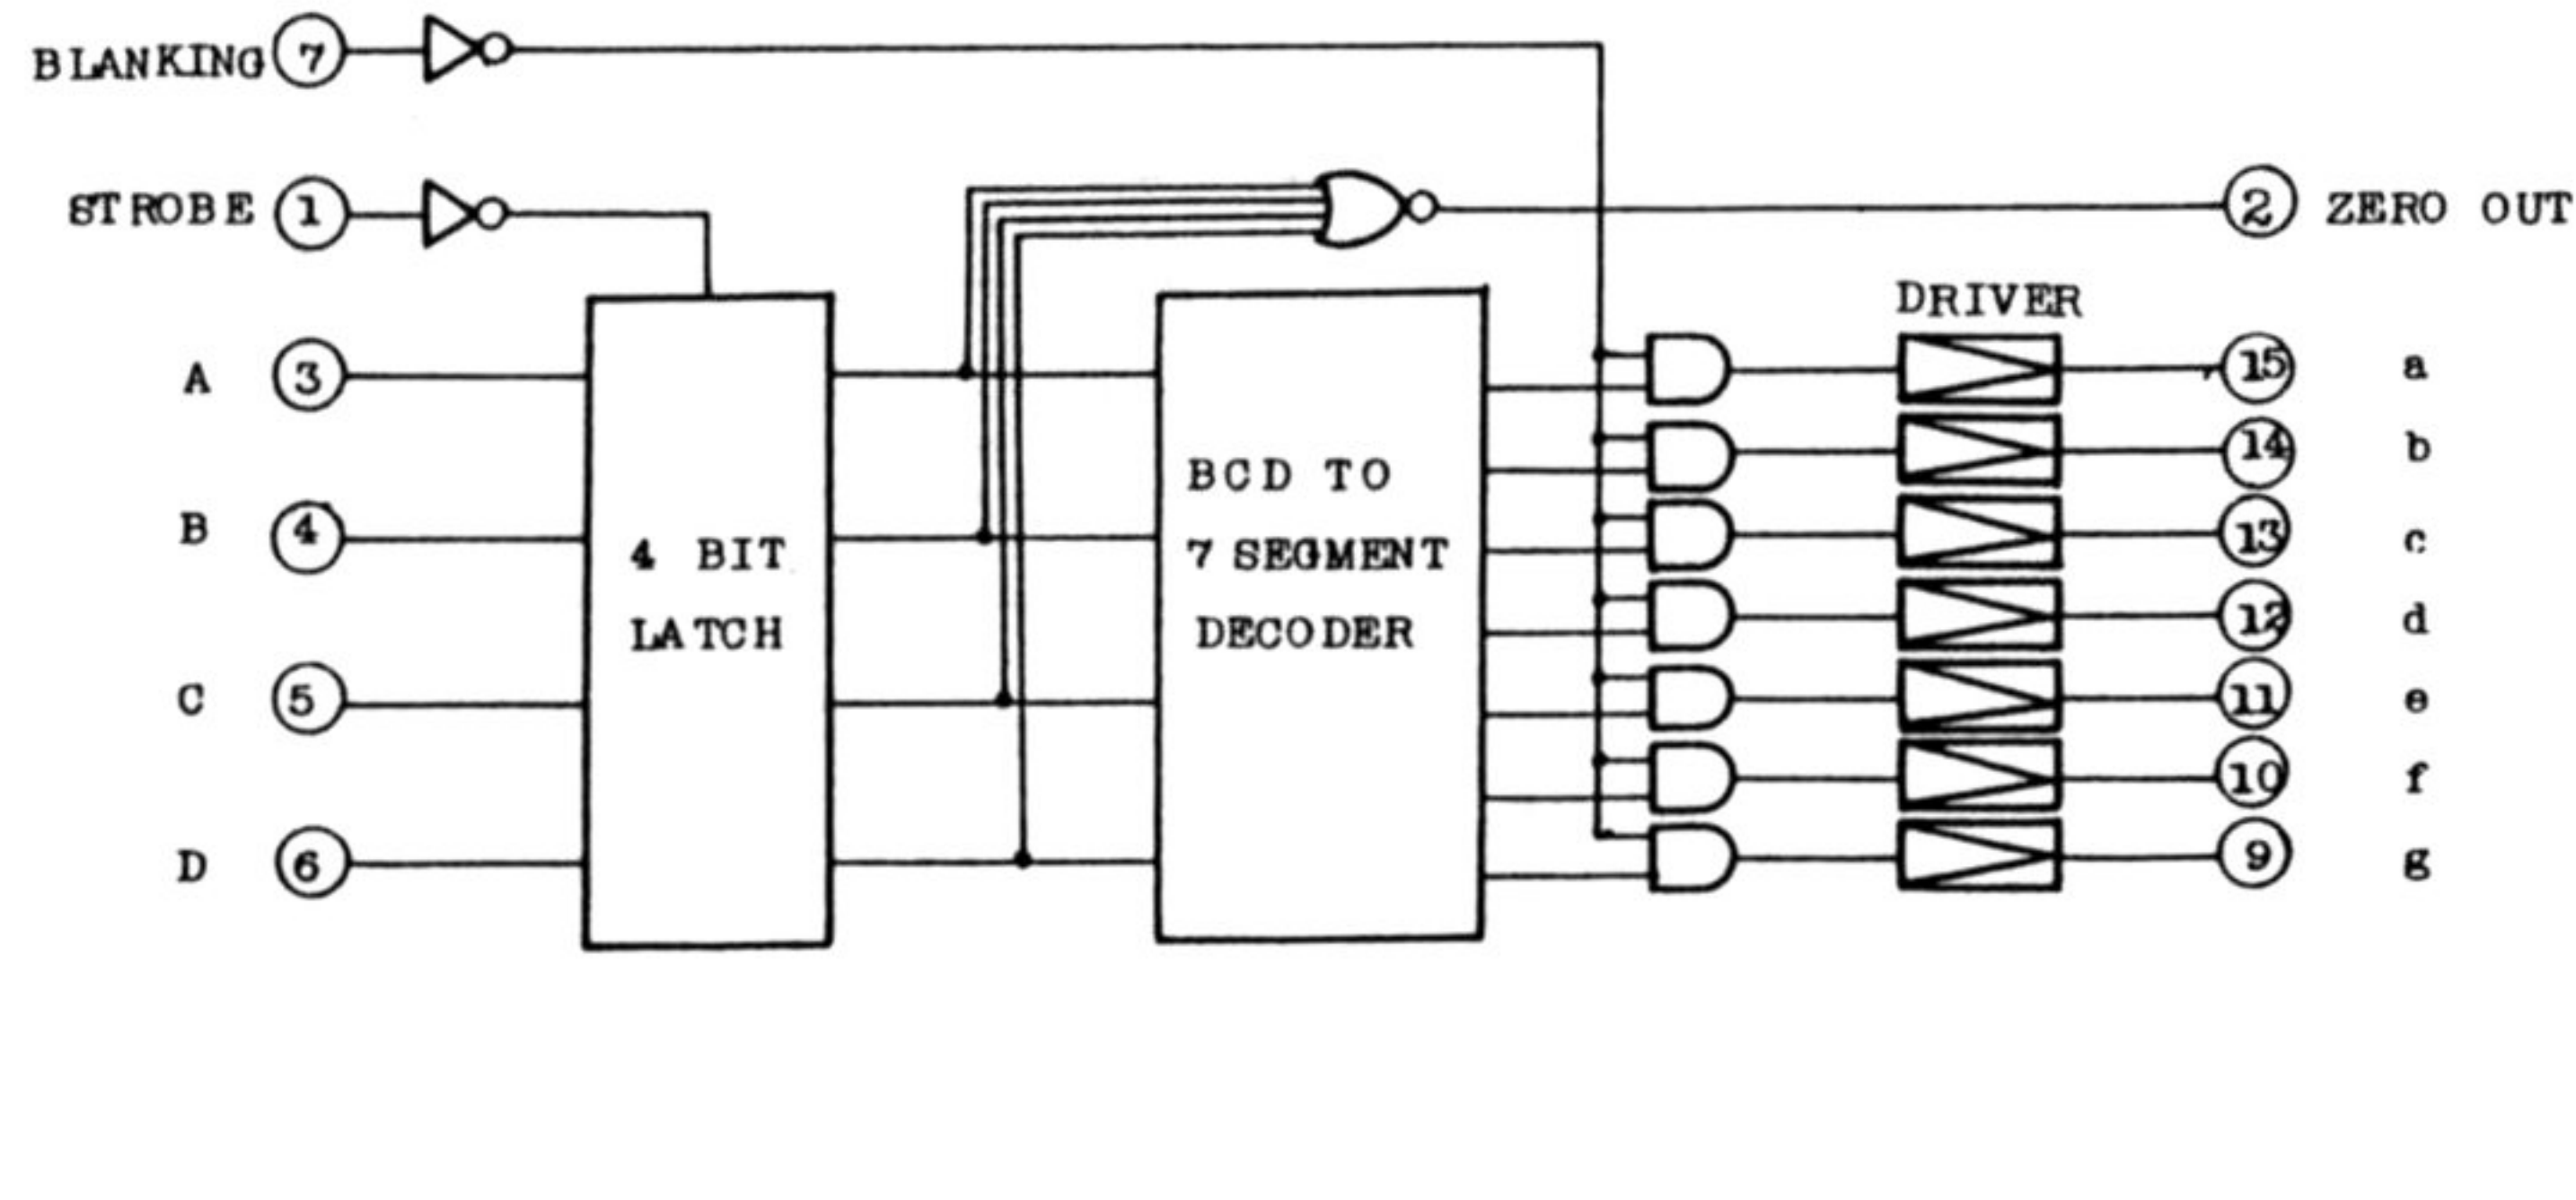 BLANKING 7
STROBE 1
2 ZERO OUT
DRIVER
A 3
15 a
B 4
14 b
C 5
13 c
D 6
12 d
11 e
10 f
9 g
4 BIT
LATCH
BCD TO
7 SEGMENT
DECODER